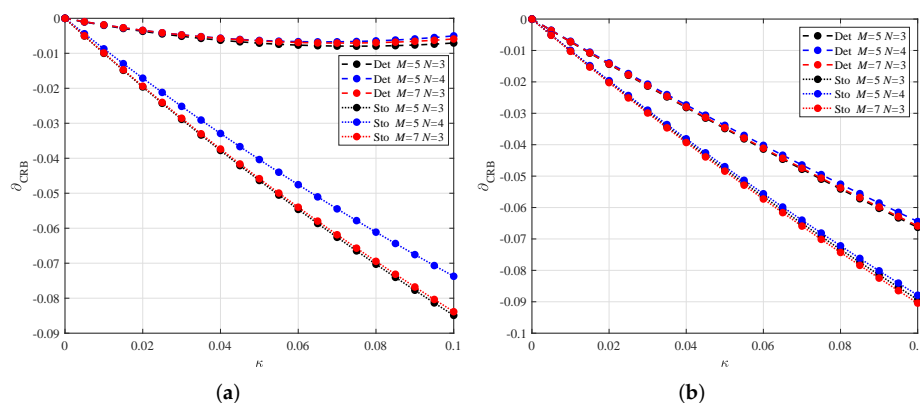 0
-0.01
-0.02
-0.03
-0.04
-0.05
-0.06
-0.07
-0.08
-0.09
∂CRB
0 0.02 0.04 0.06 0.08 0.1
κ
Det M=5 N=3
Det M=5 N=4
Det M=7 N=3
Sto M=5 N=3
Sto M=5 N=4
Sto M=7 N=3
(a)
0
-0.01
-0.02
-0.03
-0.04
-0.05
-0.06
-0.07
-0.08
-0.09
-0.1
∂CRB
0 0.02 0.04 0.06 0.08 0.1
κ
Det M=5 N=3
Det M=5 N=4
Det M=7 N=3
Sto M=5 N=3
Sto M=5 N=4
Sto M=7 N=3
(b)